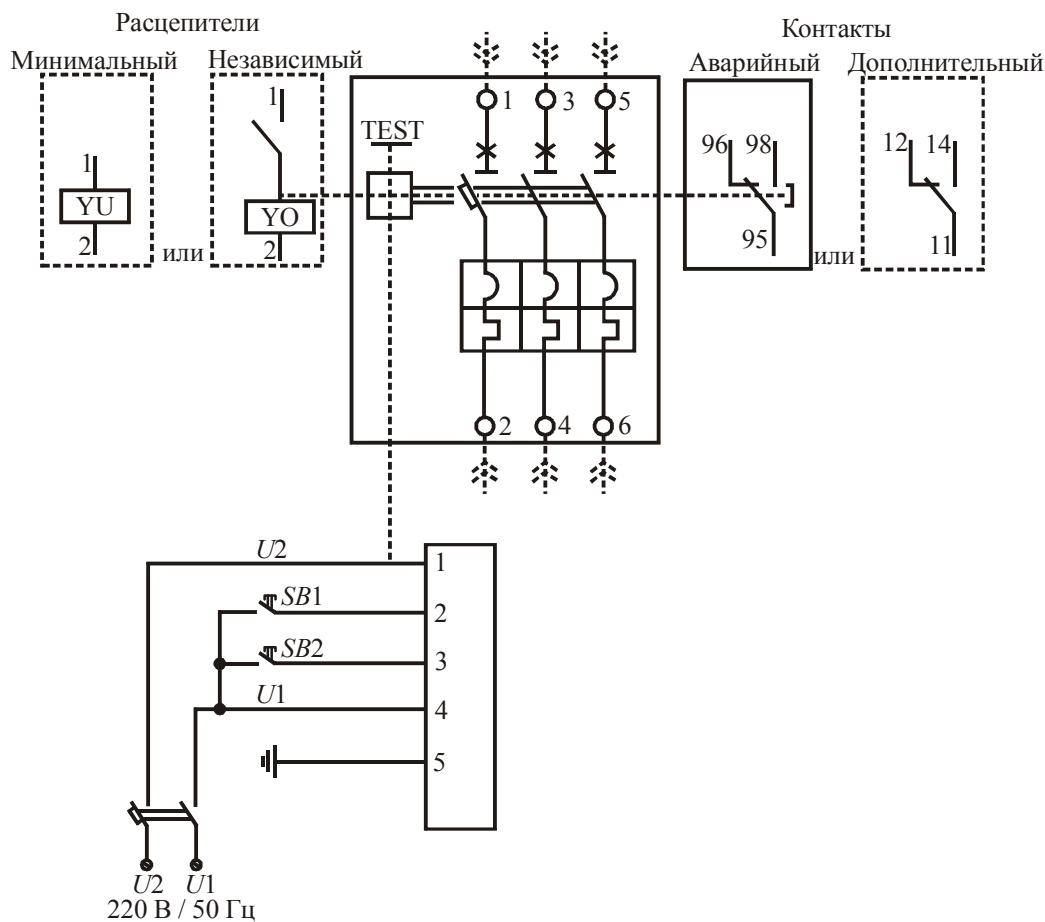 Расцепители
Контакты
Минимальный
Независимый
Аварийный
Дополнительный
1
3
5
1
TEST
96
98
12
14
1
YU
YO
2
или
2
95
или
11
2
4
6
U2
1
SB1
2
SB2
3
U1
4
5
U2
U1
220 В / 50 Гц